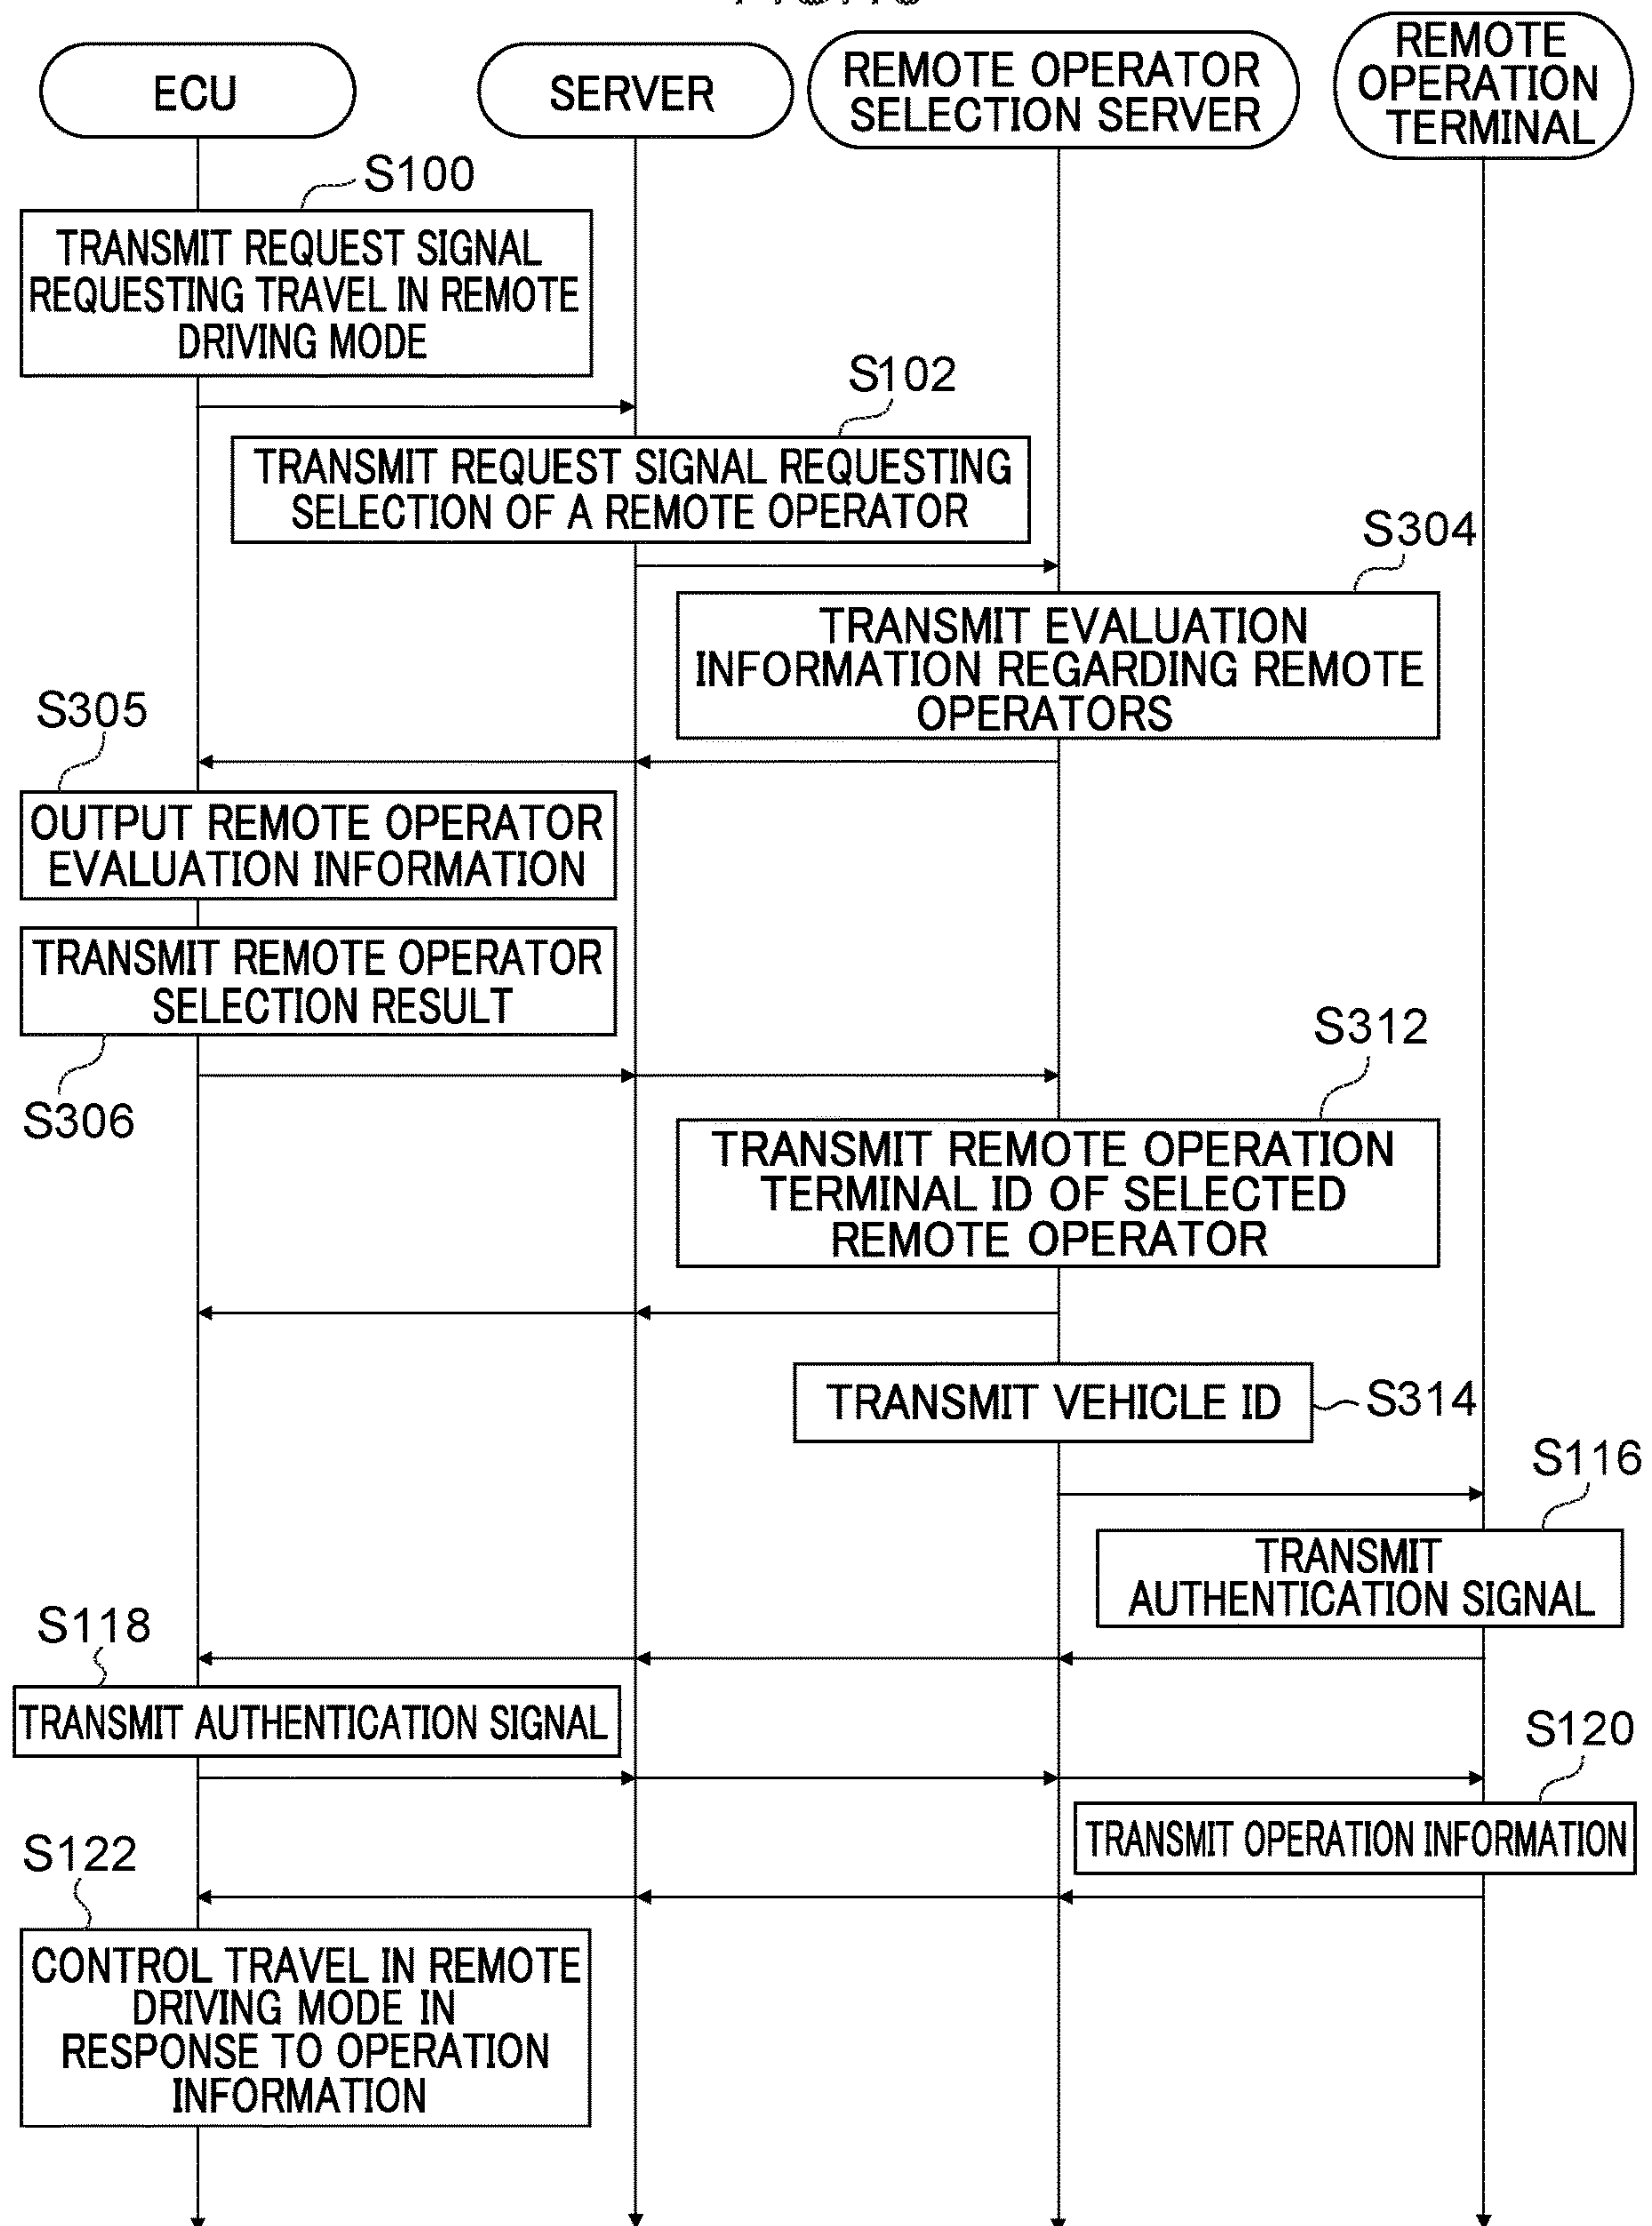 ECU
SERVER
REMOTE OPERATOR
SELECTION SERVER
REMOTE
OPERATION
TERMINAL
S100
TRANSMIT REQUEST SIGNAL
REQUESTING TRAVEL IN REMOTE
DRIVING MODE
S102
TRANSMIT REQUEST SIGNAL REQUESTING
SELECTION OF A REMOTE OPERATOR
S304
TRANSMIT EVALUATION
INFORMATION REGARDING REMOTE
OPERATORS
S305
OUTPUT REMOTE OPERATOR
EVALUATION INFORMATION
TRANSMIT REMOTE OPERATOR
SELECTION RESULT
S306
S312
TRANSMIT REMOTE OPERATION
TERMINAL ID OF SELECTED
REMOTE OPERATOR
TRANSMIT VEHICLE ID
S314
S116
TRANSMIT
AUTHENTICATION SIGNAL
S118
TRANSMIT AUTHENTICATION SIGNAL
S120
TRANSMIT OPERATION INFORMATION
S122
CONTROL TRAVEL IN REMOTE
DRIVING MODE IN
RESPONSE TO OPERATION
INFORMATION